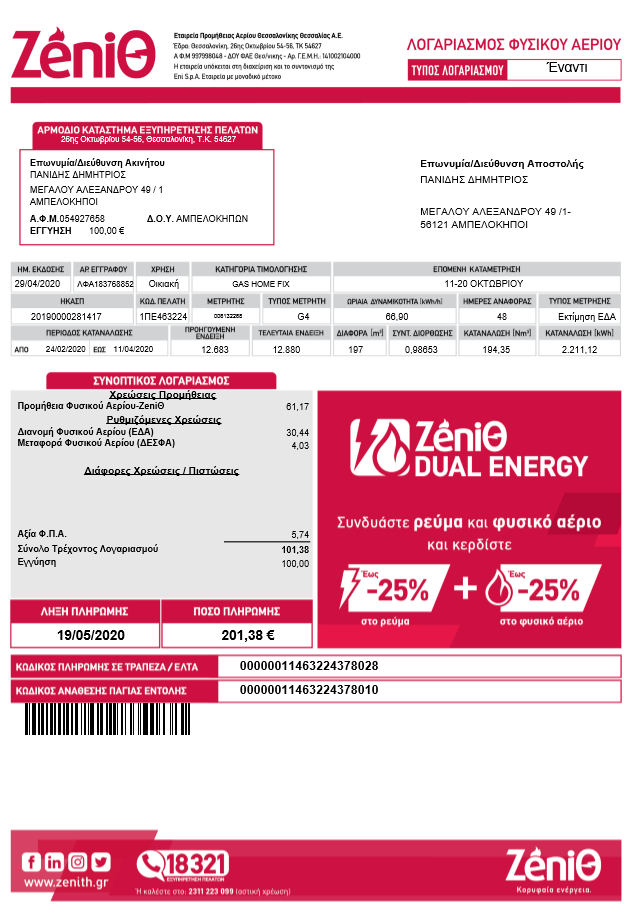 ZéniΘ
Εταιρεία Προμήθειας Αερίου Θεσσαλονίκης Θεσσαλίας Α.Ε.
Έδρα: Θεσσαλονίκη, 26ης Οκτωβρίου 54-56, ΤΚ 54627
Α.Φ.Μ 997998048 - ΔΟΥ ΦΑΕ Θεσ/νικης - Αρ. Γ.Ε.ΜΗ.: 141002104000
Η εταιρεία υπόκειται στη διαχείριση και το συντονισμό της
Eni S.p.A. Εταιρεία με μοναδικό μέτοχο
ΛΟΓΑΡΙΑΣΜΟΣ ΦΥΣΙΚΟΥ ΑΕΡΙΟΥ
ΤΥΠΟΣ ΛΟΓΑΡΙΑΣΜΟΥ Έναντι
ΑΡΜΟΔΙΟ ΚΑΤΑΣΤΗΜΑ ΕΞΥΠΗΡΕΤΗΣΗΣ ΠΕΛΑΤΩΝ
26ης Οκτωβρίου 54-56, Θεσσαλονίκη, Τ.Κ. 54627
Επωνυμία/Διεύθυνση Ακινήτου
ΠΑΝΙΔΗΣ ΔΗΜΗΤΡΙΟΣ
ΜΕΓΑΛΟΥ ΑΛΕΞΑΝΔΡΟΥ 49 / 1
ΑΜΠΕΛΟΚΗΠΟΙ
Α.Φ.Μ.054927658 Δ.Ο.Υ. ΑΜΠΕΛΟΚΗΠΩΝ
ΕΓΓΥΗΣΗ 100,00 €
Επωνυμία/Διεύθυνση Αποστολής
ΠΑΝΙΔΗΣ ΔΗΜΗΤΡΙΟΣ
ΜΕΓΑΛΟΥ ΑΛΕΞΑΝΔΡΟΥ 49 /1-
56121 ΑΜΠΕΛΟΚΗΠΟΙ
ΗΜ. ΕΚΔΟΣΗΣ ΑΡ. ΕΓΓΡΑΦΟΥ ΧΡΗΣΗ ΚΑΤΗΓΟΡΙΑ ΤΙΜΟΛΟΓΗΣΗΣ ΕΠΟΜΕΝΗ ΚΑΤΑΜΕΤΡΗΣΗ
29/04/2020 ΛΦΑ183768852 Οικιακή GAS HOME FIX 11-20 ΟΚΤΩΒΡΙΟΥ
ΗΚΑΣΠ ΚΩΔ. ΠΕΛΑΤΗ ΜΕΤΡΗΤΗΣ ΤΥΠΟΣ ΜΕΤΡΗΤΗ ΩΡΙΑΙΑ ΔΥΝΑΜΙΚΟΤΗΤΑ (kWh/h) ΗΜΕΡΕΣ ΑΝΑΦΟΡΑΣ ΤΥΠΟΣ ΜΕΤΡΗΣΗΣ
20190000281417 1ΠΕ463224 006132268 G4 66,90 48 Εκτίμηση ΕΔΑ
ΠΕΡΙΟΔΟΣ ΚΑΤΑΝΑΛΩΣΗΣ ΠΡΟΗΓΟΥΜΕΝΗ ΕΝΔΕΙΞΗ ΤΕΛΕΥΤΑΙΑ ΕΝΔΕΙΞΗ ΔΙΑΦΟΡΑ [m³] ΣΥΝΤ. ΔΙΟΡΘΩΣΗΣ ΚΑΤΑΝΑΛΩΣΗ [Nm³] ΚΑΤΑΝΑΛΩΣΗ [kWh]
ΑΠΟ 24/02/2020 ΕΩΣ 11/04/2020 12.683 12.880 197 0,98653 194,35 2.211,12
ΣΥΝΟΠΤΙΚΟΣ ΛΟΓΑΡΙΑΣΜΟΣ
Χρεώσεις Προμήθειας
Προμήθεια Φυσικού Αερίου-ZeniΘ 61,17
Ρυθμιζόμενες Χρεώσεις
Διανομή Φυσικού Αερίου (ΕΔΑ) 30,44
Μεταφορά Φυσικού Αερίου (ΔΕΣΦΑ) 4,03
Διάφορες Χρεώσεις / Πιστώσεις
Αξία Φ.Π.Α. 5,74
Σύνολο Τρέχοντος Λογαριασμού 101,38
Εγγύηση 100,00
ΛΗΞΗ ΠΛΗΡΩΜΗΣ ΠΟΣΟ ΠΛΗΡΩΜΗΣ
19/05/2020 201,38 €
ZéniΘ
DUAL ENERGY
Συνδυάστε ρεύμα και φυσικό αέριο
και κερδίστε
Έως -25% + Έως -25%
στο ρεύμα στο φυσικό αέριο
ΚΩΔΙΚΟΣ ΠΛΗΡΩΜΗΣ ΣΕ ΤΡΑΠΕΖΑ / ΕΛΤΑ 00000011463224378028
ΚΩΔΙΚΟΣ ΑΝΑΘΕΣΗΣ ΠΑΓΙΑΣ ΕΝΤΟΛΗΣ 00000011463224378010
18321
ΕΞΥΠΗΡΕΤΗΣΗ ΠΕΛΑΤΩΝ
www.zenith.gr
Ή καλέστε στο: 2311 223 099 (αστική χρέωση)
ZéniΘ
Κορυφαία ενέργεια.